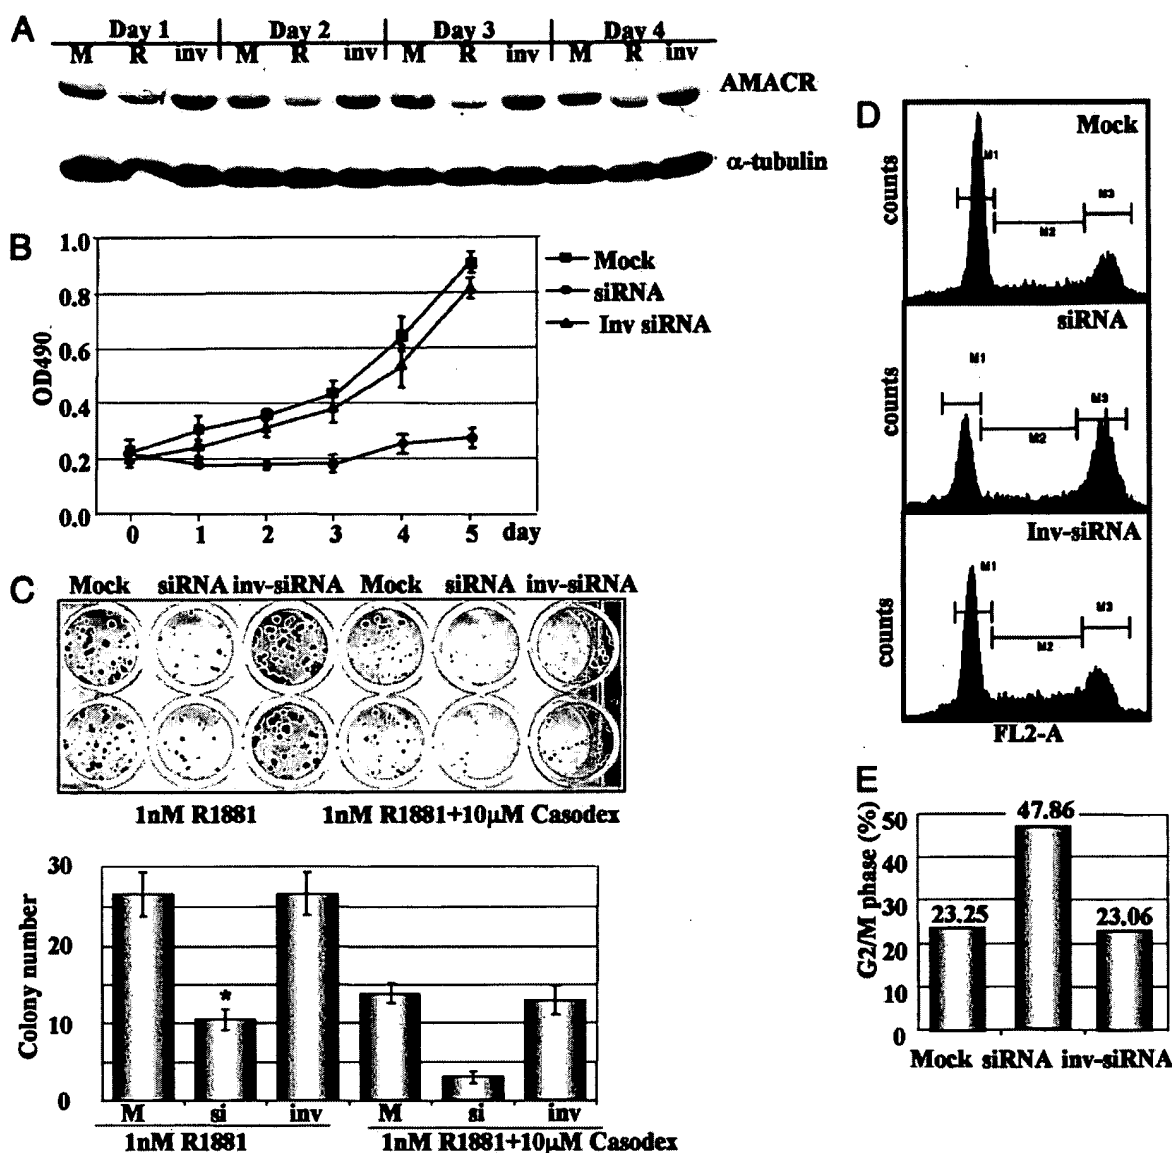 A
Day 1 Day 2 Day 3 Day 4
M R inv M R inv M R inv M R inv
AMACR
α-tubulin
B
1.0
0.8
0.6
0.4
0.2
0.0
OD490
0 1 2 3 4 5 day
Mock
siRNA
Inv siRNA
C
Mock siRNA inv-siRNA Mock siRNA inv-siRNA
1nM R1881 1nM R1881+10µM Casodex
30
20
10
0
Colony number
*
M si inv M si inv
1nM R1881 1nM R1881+10µM Casodex
D
Mock
counts
M1
M2
M3
siRNA
counts
M1
M2
M3
Inv-siRNA
counts
M1
M2
M3
FL2-A
E
G2/M phase (%)
50
40
30
20
10
0
23.25 47.86 23.06
Mock siRNA inv-siRNA